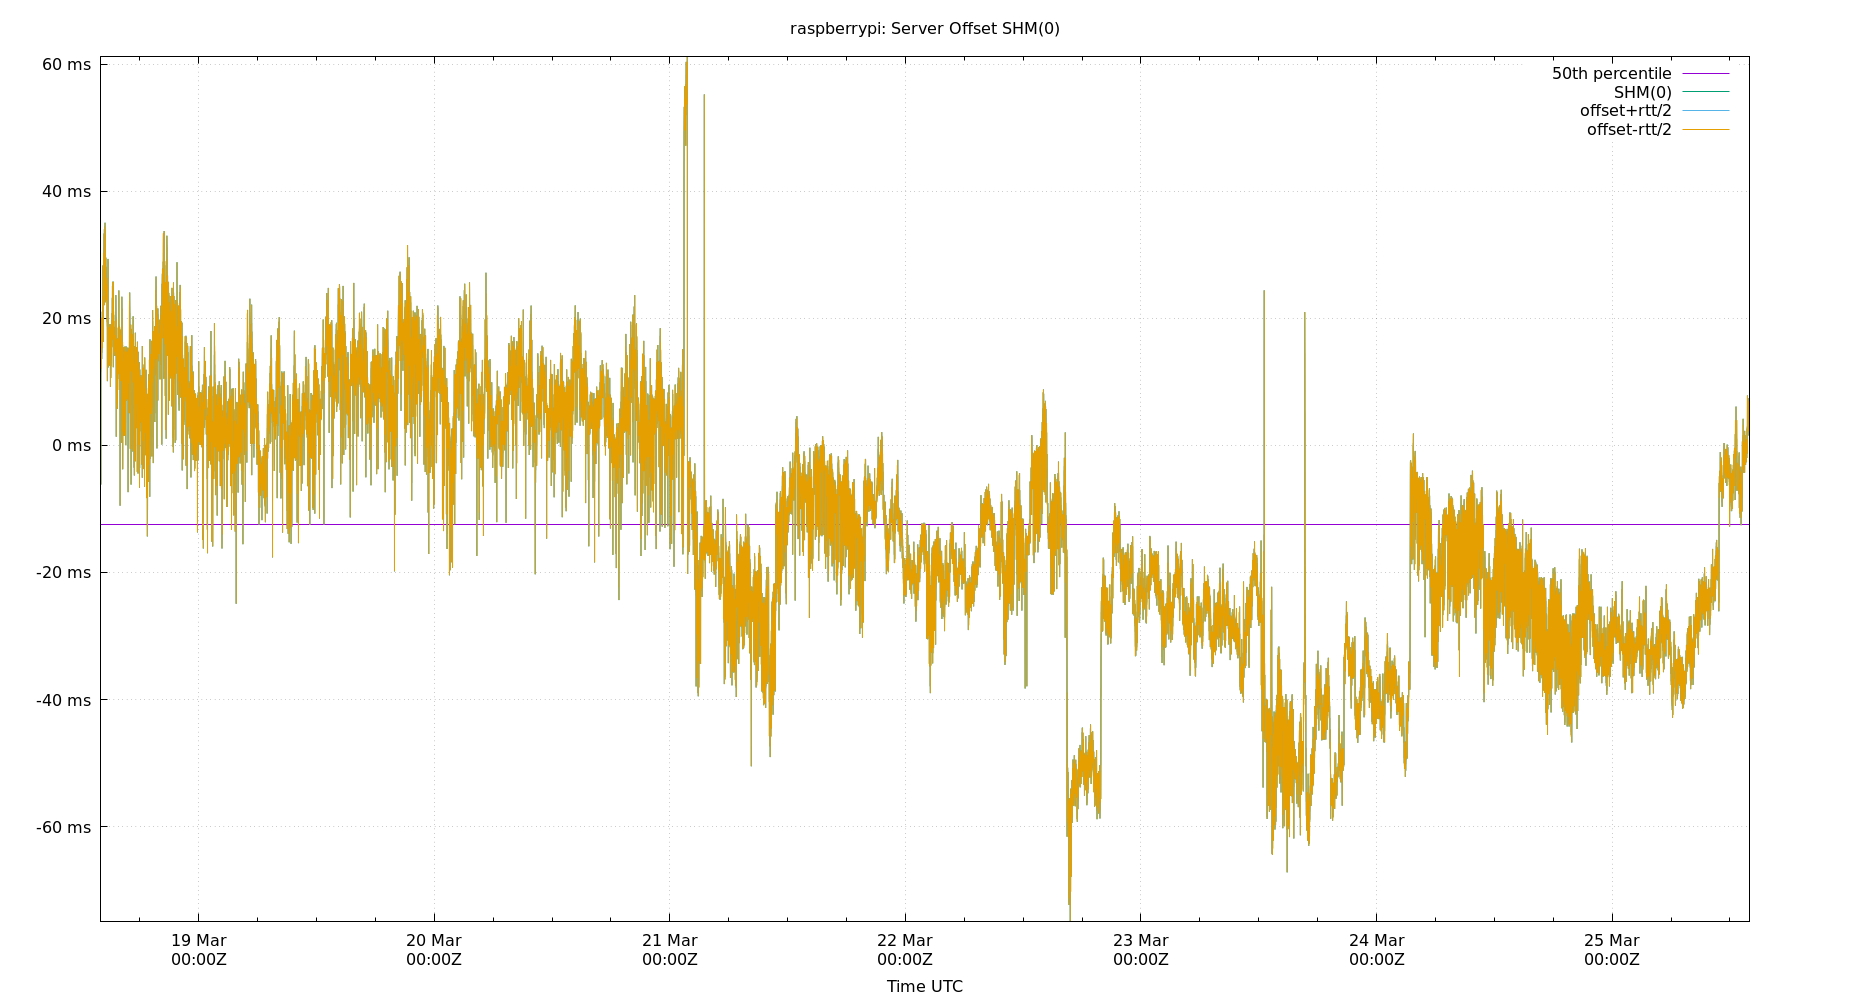 raspberrypi: Server Offset SHM(0)
60 ms
40 ms
20 ms
0 ms
-20 ms
-40 ms
-60 ms
50th percentile
SHM(0)
offset+rtt/2
offset-rtt/2
19 Mar
00:00Z
20 Mar
00:00Z
21 Mar
00:00Z
22 Mar
00:00Z
23 Mar
00:00Z
24 Mar
00:00Z
25 Mar
00:00Z
Time UTC